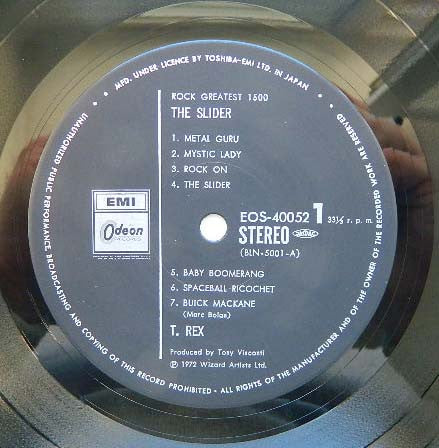 MFD. UNDER LICENCE BY TOSHIBA-EMI LTD. IN JAPAN
ROCK GREATEST 1500
THE SLIDER
1. METAL GURU
2. MYSTIC LADY
3. ROCK ON
4. THE SLIDER
EMI
Odeon
RECORDS
EOS-40052 1 33⅓ r. p. m.
STEREO
(BLN-5001-A)
5. BABY BOOMERANG
6. SPACEBALL RICOCHET
7. BUICK MACKANE
(Marc Bolan)
T. REX
Produced by Tony Visconti
Ⓟ 1972 Wizard Artists Ltd.
UNAUTHORIZED PUBLIC PERFORMANCE, BROADCASTING AND COPYING OF THIS RECORD PROHIBITED • ALL RIGHTS OF THE MANUFACTURER AND OF THE OWNER OF THE RECORDED WORK ARE RESERVED